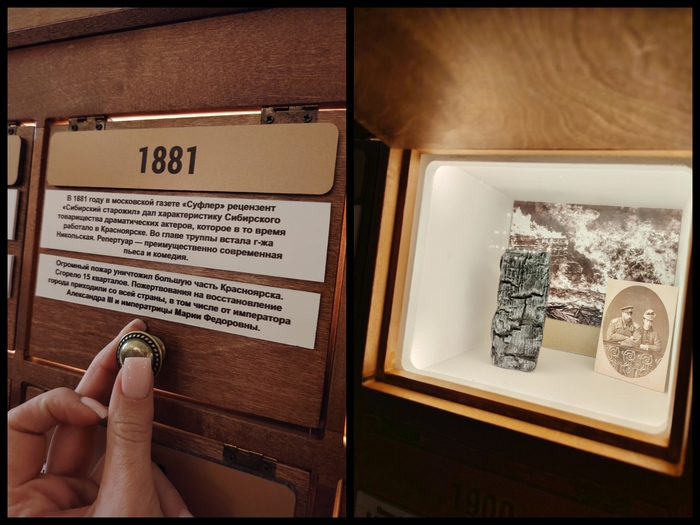 1881
В 1881 году в московской газете «Суфлер» рецензент
«Сибирский старожил» дал характеристику Сибирского
товарищества драматических актеров, которое в то время
работало в Красноярске. Во главе труппы встала г-жа
Никольская. Репертуар — преимущественно современная
пьеса и комедия.
Огромный пожар уничтожил большую часть Красноярска.
Сгорело 15 кварталов. Пожертвования на восстановление
города приходили со всей страны, в том числе от императора
Александра III и императрицы Марии Федоровны.
1900